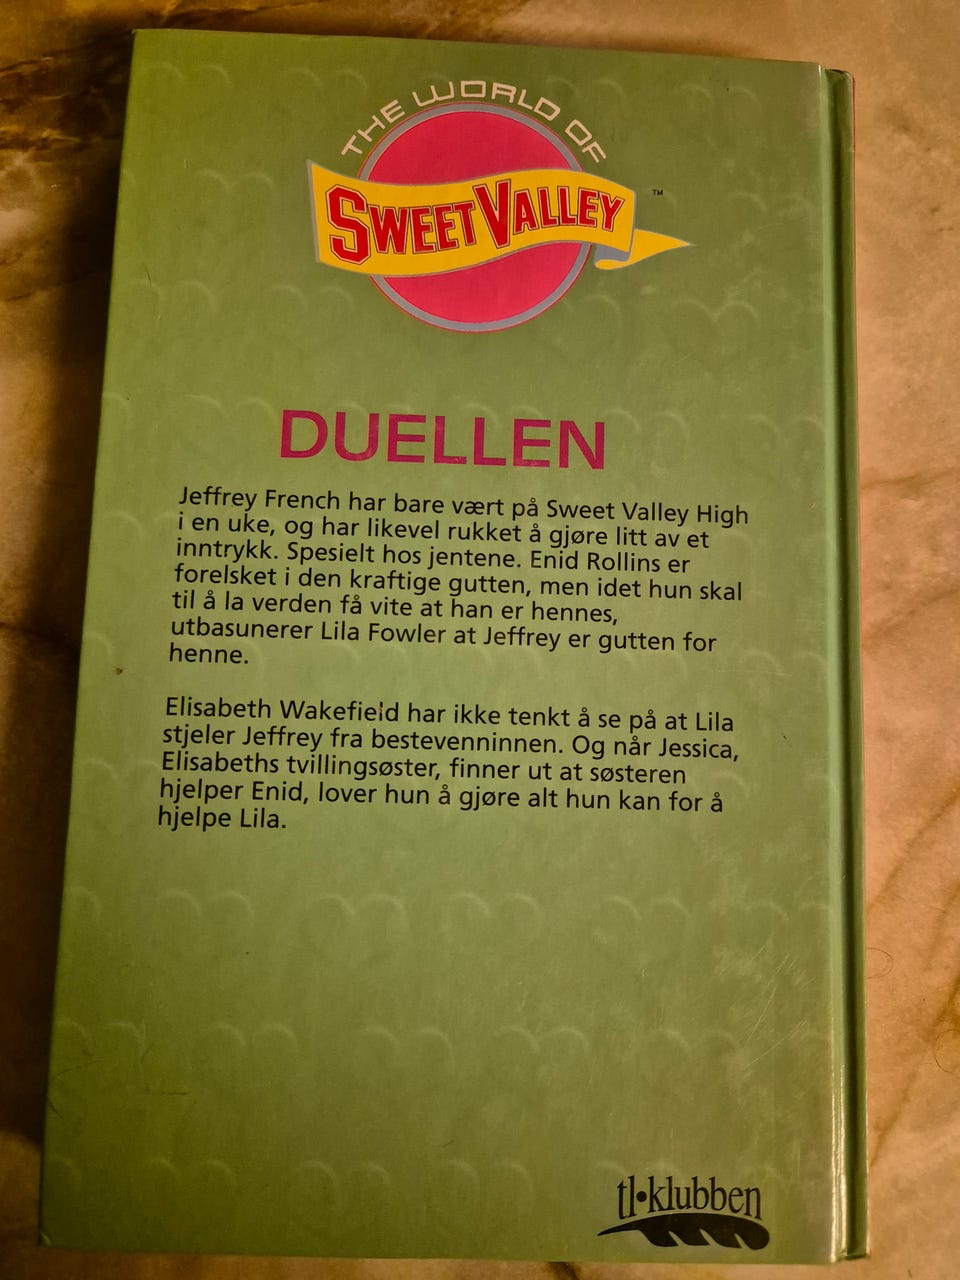 THE WORLD OF
SWEET VALLEY
TM
DUELLEN
Jeffrey French har bare vært på Sweet Valley High
i en uke, og har likevel rukket å gjøre litt av et
inntrykk. Spesielt hos jentene. Enid Rollins er
forelsket i den kraftige gutten, men idet hun skal
til å la verden få vite at han er hennes,
utbasunerer Lila Fowler at Jeffrey er gutten for
henne.
Elisabeth Wakefield har ikke tenkt å se på at Lila
stjeler Jeffrey fra bestevenninnen. Og når Jessica,
Elisabeths tvillingsøster, finner ut at søsteren
hjelper Enid, lover hun å gjøre alt hun kan for å
hjelpe Lila.
tl•klubben